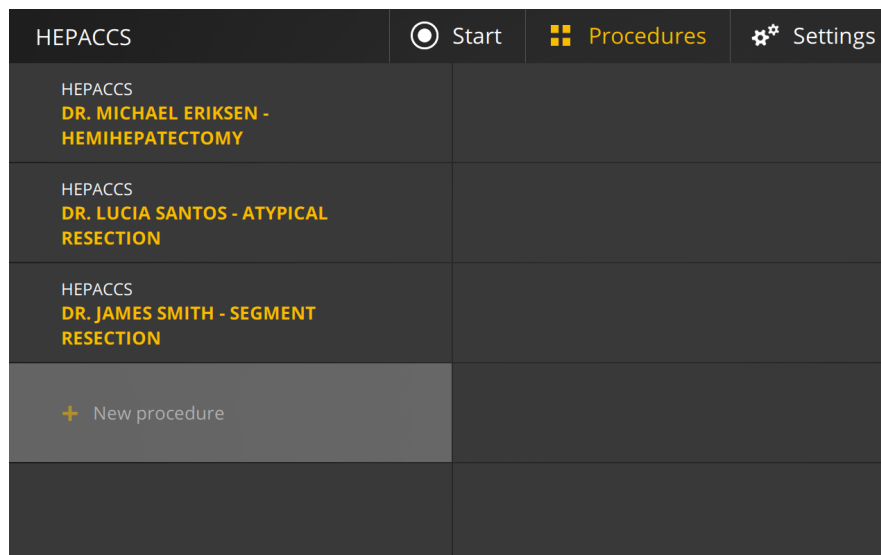 HEPACCS
Start
Procedures
Settings
HEPACCS
DR. MICHAEL ERIKSEN -
HEMIHEPATECTOMY
HEPACCS
DR. LUCIA SANTOS - ATYPICAL
RESECTION
HEPACCS
DR. JAMES SMITH - SEGMENT
RESECTION
+ New procedure